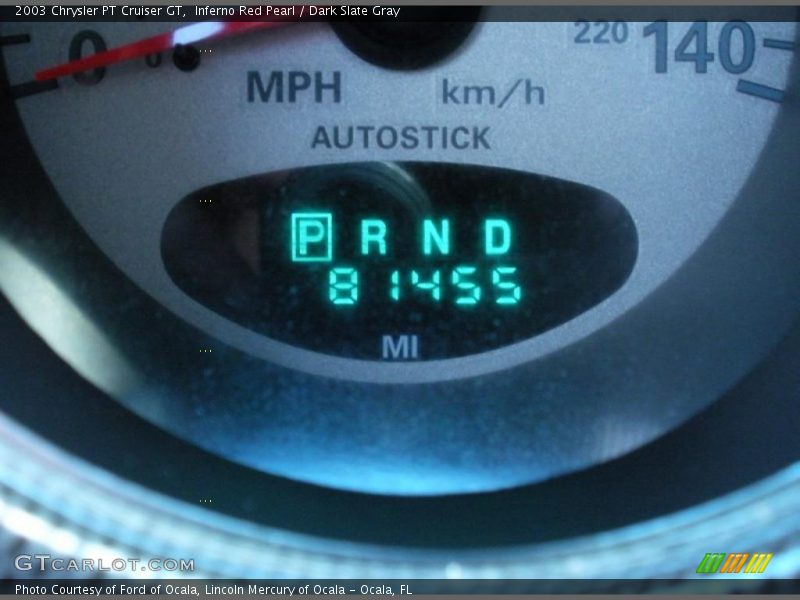 2003 Chrysler PT Cruiser GT,  Inferno Red Pearl / Dark Slate Gray
0 0 220 140
MPH km/h
AUTOSTICK
P R N D
81455
MI
GTCARLOT.COM
Photo Courtesy of Ford of Ocala, Lincoln Mercury of Ocala - Ocala, FL